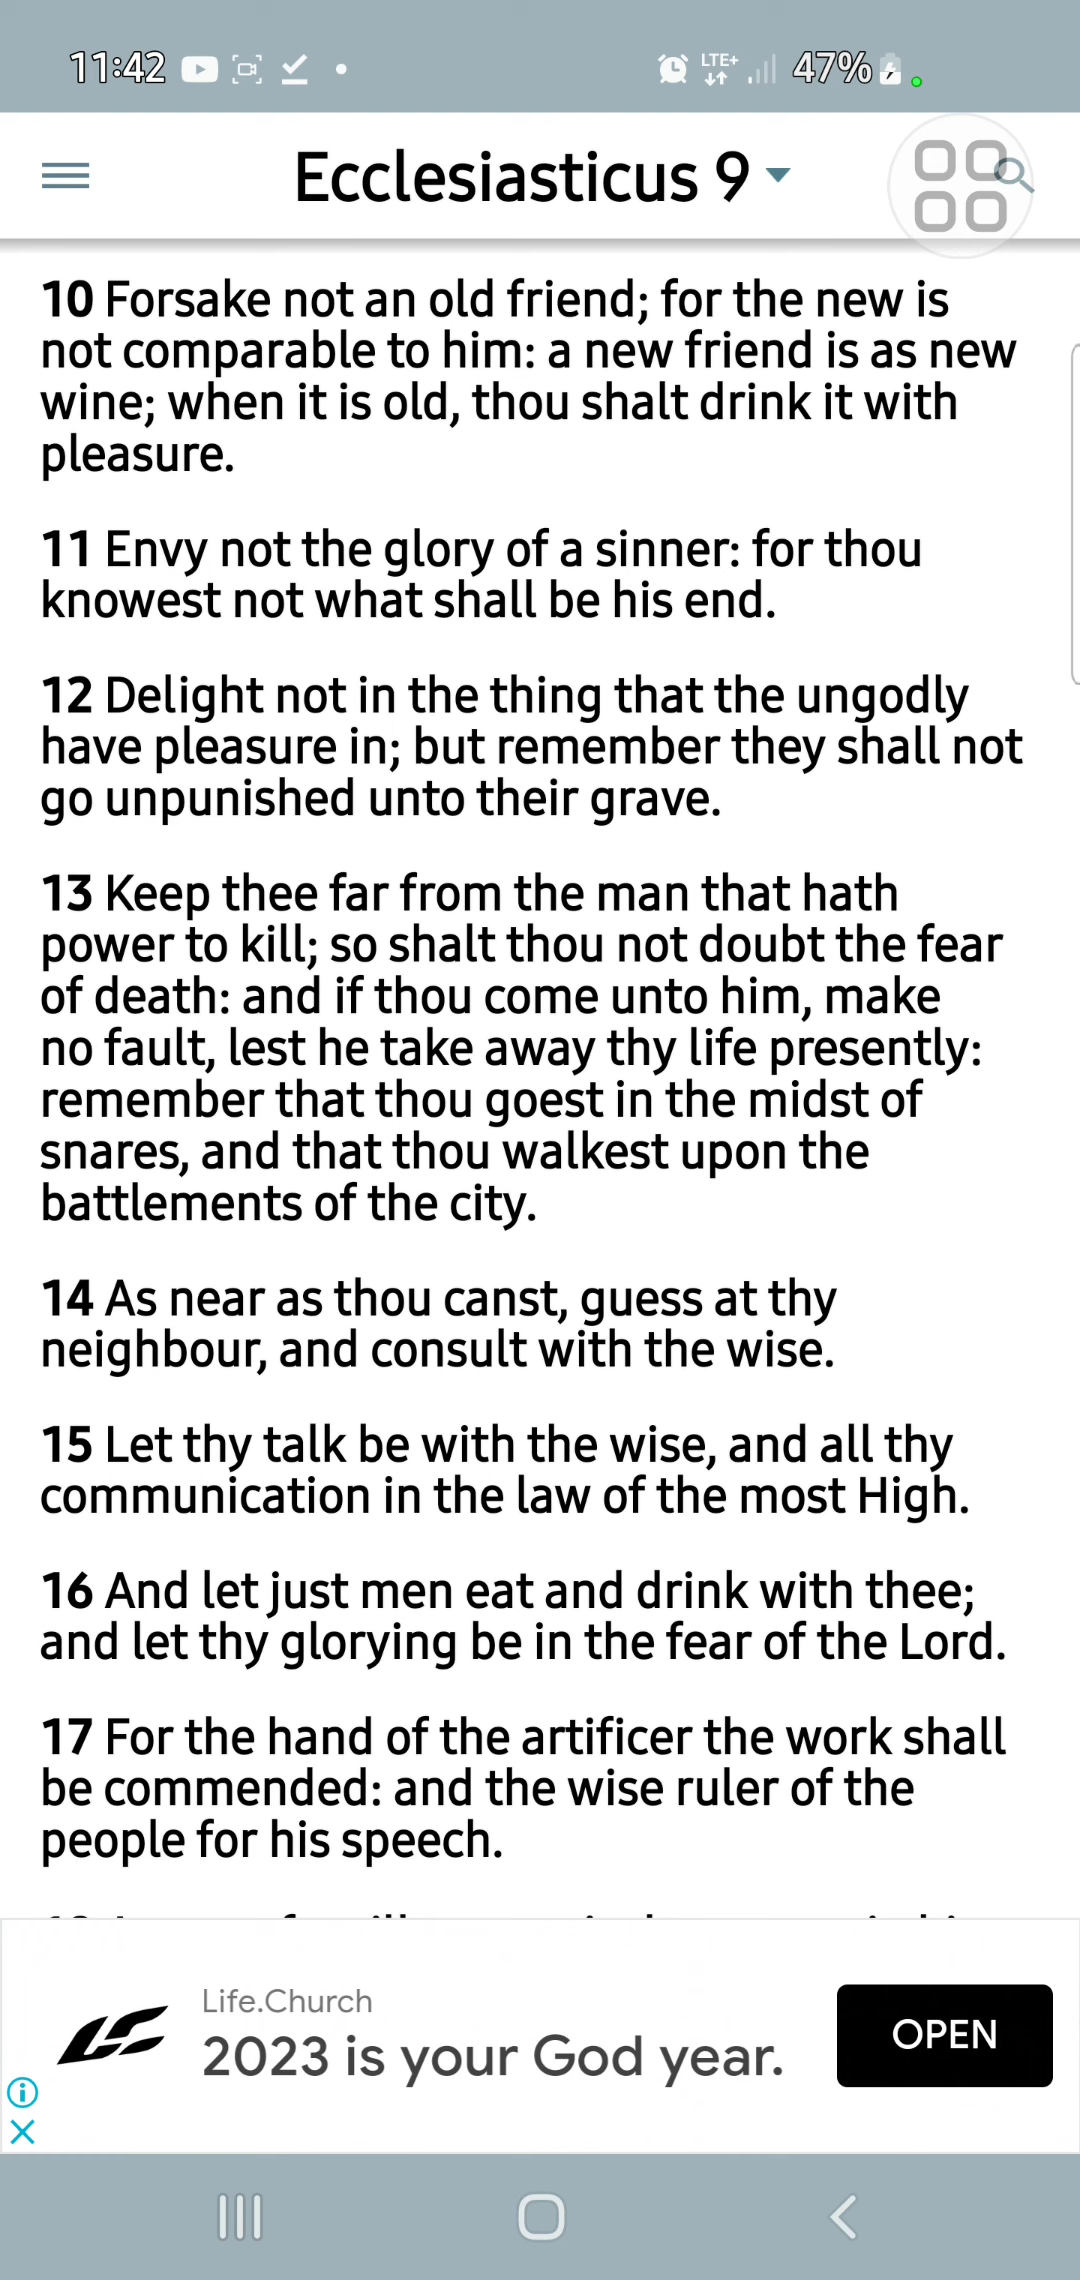 11:42 LTE+ 47%
Ecclesiasticus 9
10 Forsake not an old friend; for the new is
not comparable to him: a new friend is as new
wine; when it is old, thou shalt drink it with
pleasure.
11 Envy not the glory of a sinner: for thou
knowest not what shall be his end.
12 Delight not in the thing that the ungodly
have pleasure in; but remember they shall not
go unpunished unto their grave.
13 Keep thee far from the man that hath
power to kill; so shalt thou not doubt the fear
of death: and if thou come unto him, make
no fault, lest he take away thy life presently:
remember that thou goest in the midst of
snares, and that thou walkest upon the
battlements of the city.
14 As near as thou canst, guess at thy
neighbour, and consult with the wise.
15 Let thy talk be with the wise, and all thy
communication in the law of the most High.
16 And let just men eat and drink with thee;
and let thy glorying be in the fear of the Lord.
17 For the hand of the artificer the work shall
be commended: and the wise ruler of the
people for his speech.
Life.Church
2023 is your God year.
OPEN